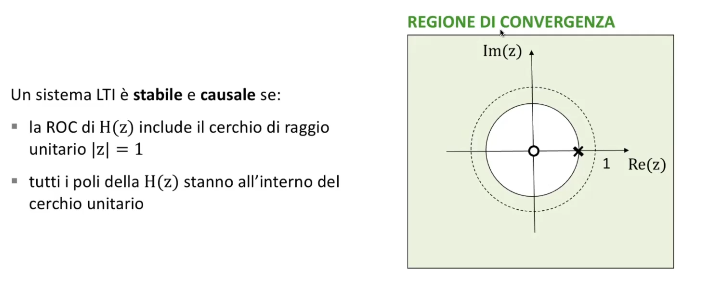 REGIONE DI CONVERGENZA
Im(z)
Un sistema LTI è stabile e causale se:
▪ la ROC di H(z) include il cerchio di raggio
unitario |z| = 1
▪ tutti i poli della H(z) stanno all'interno del
cerchio unitario
1 Re(z)